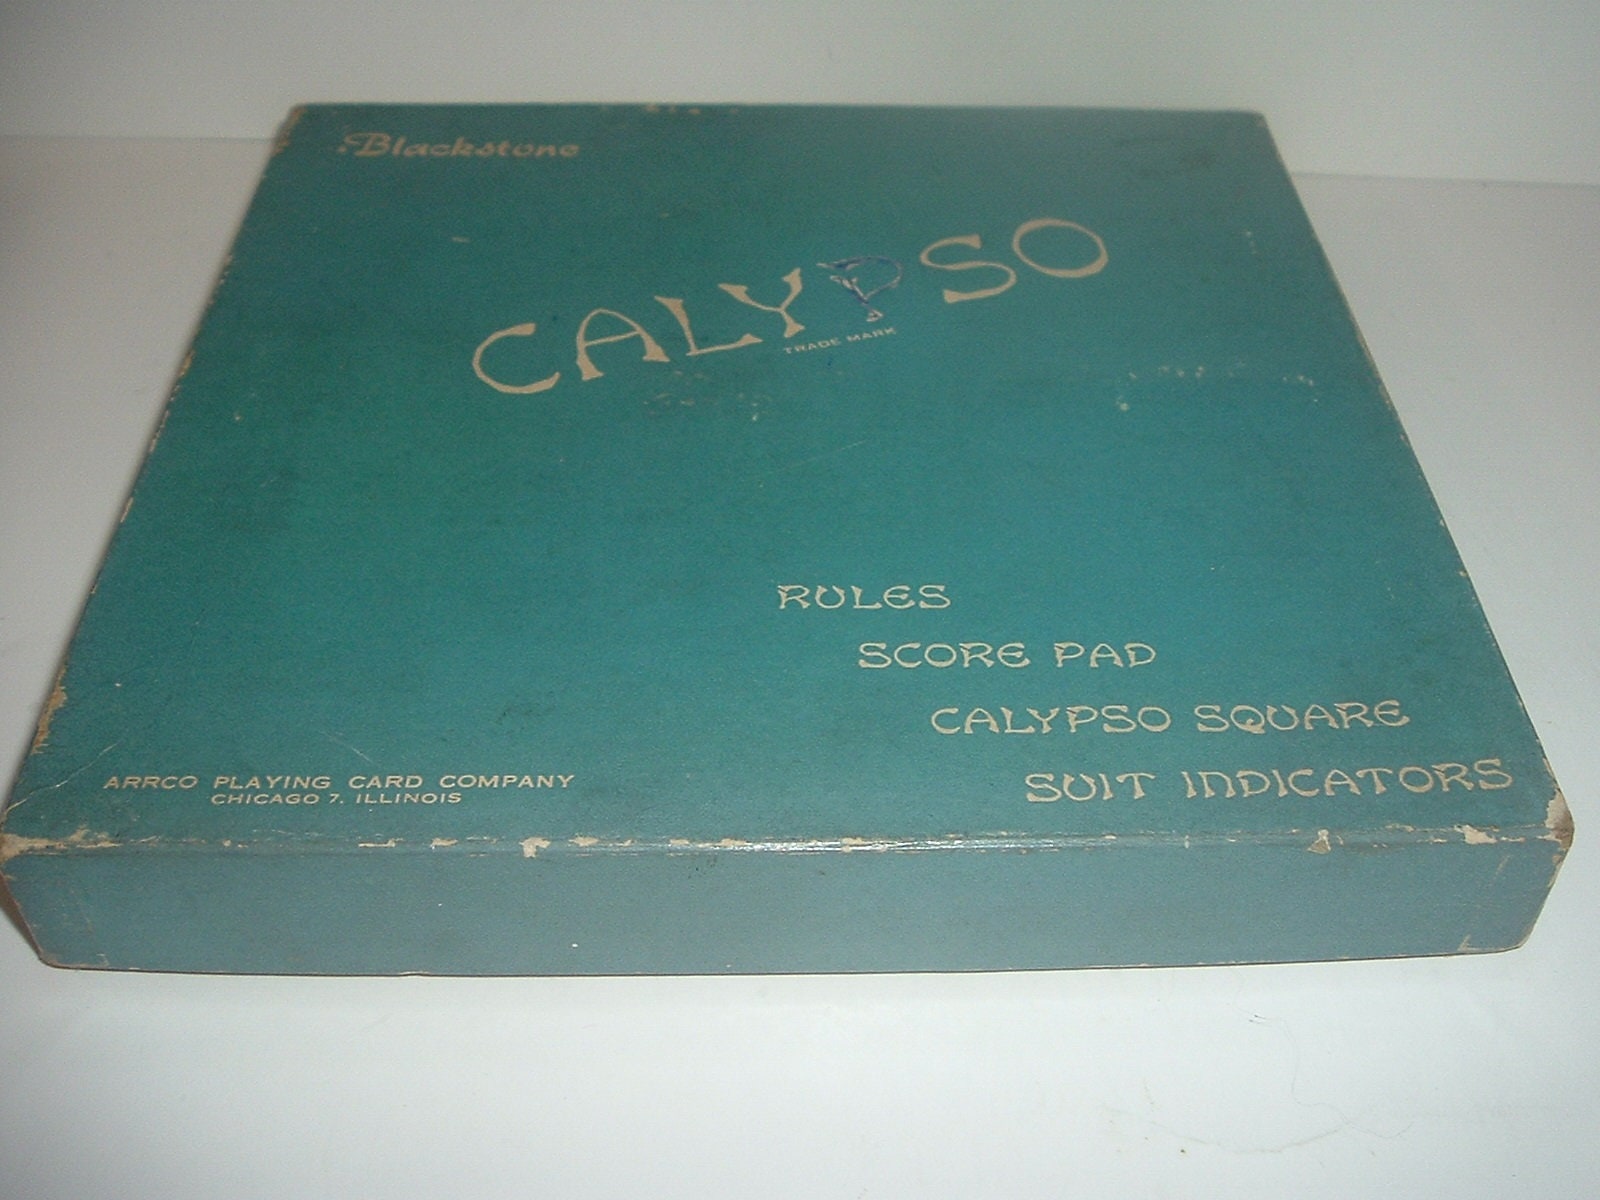 Blackstone
CALYPSO
TRADE MARK
RULES
SCORE PAD
CALYPSO SQUARE
SUIT INDICATORS
ARRCO PLAYING CARD COMPANY
CHICAGO 7, ILLINOIS